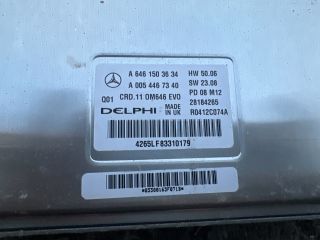 A 646 150 36 34 HW 50.06
A 005 446 73 40 SW 23.08
Q01 CRD.11 OM646 EVO PD 08 M12
28184265
DELPHI MADE IN UK R0412C074A
4265LF83310179